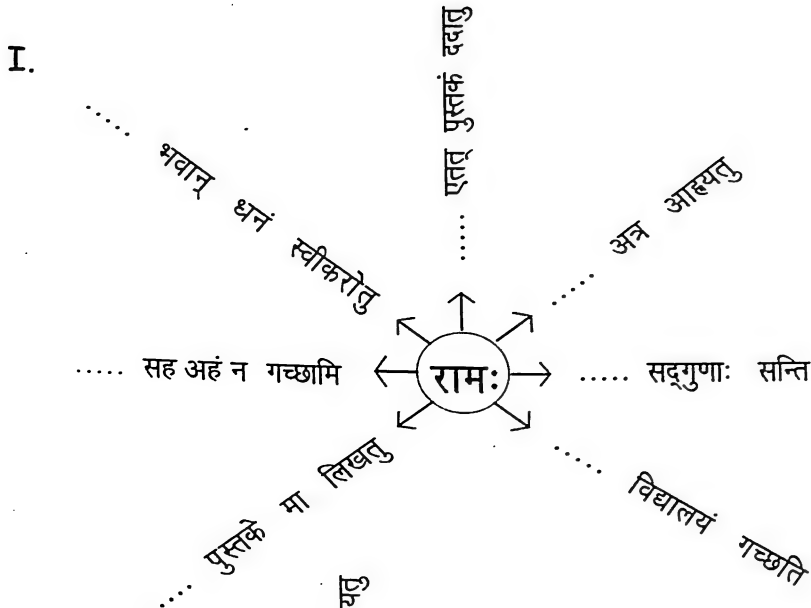 I.
..... एतत् पुस्तकं ददातु
..... भवान् धनं स्वीकरोतु
..... अत्र आह्वयतु
..... सह अहं न गच्छामि
रामः
..... सद्‌गुणाः सन्ति
..... विद्यालयं गच्छति
..... पुस्तके मा लिखतु